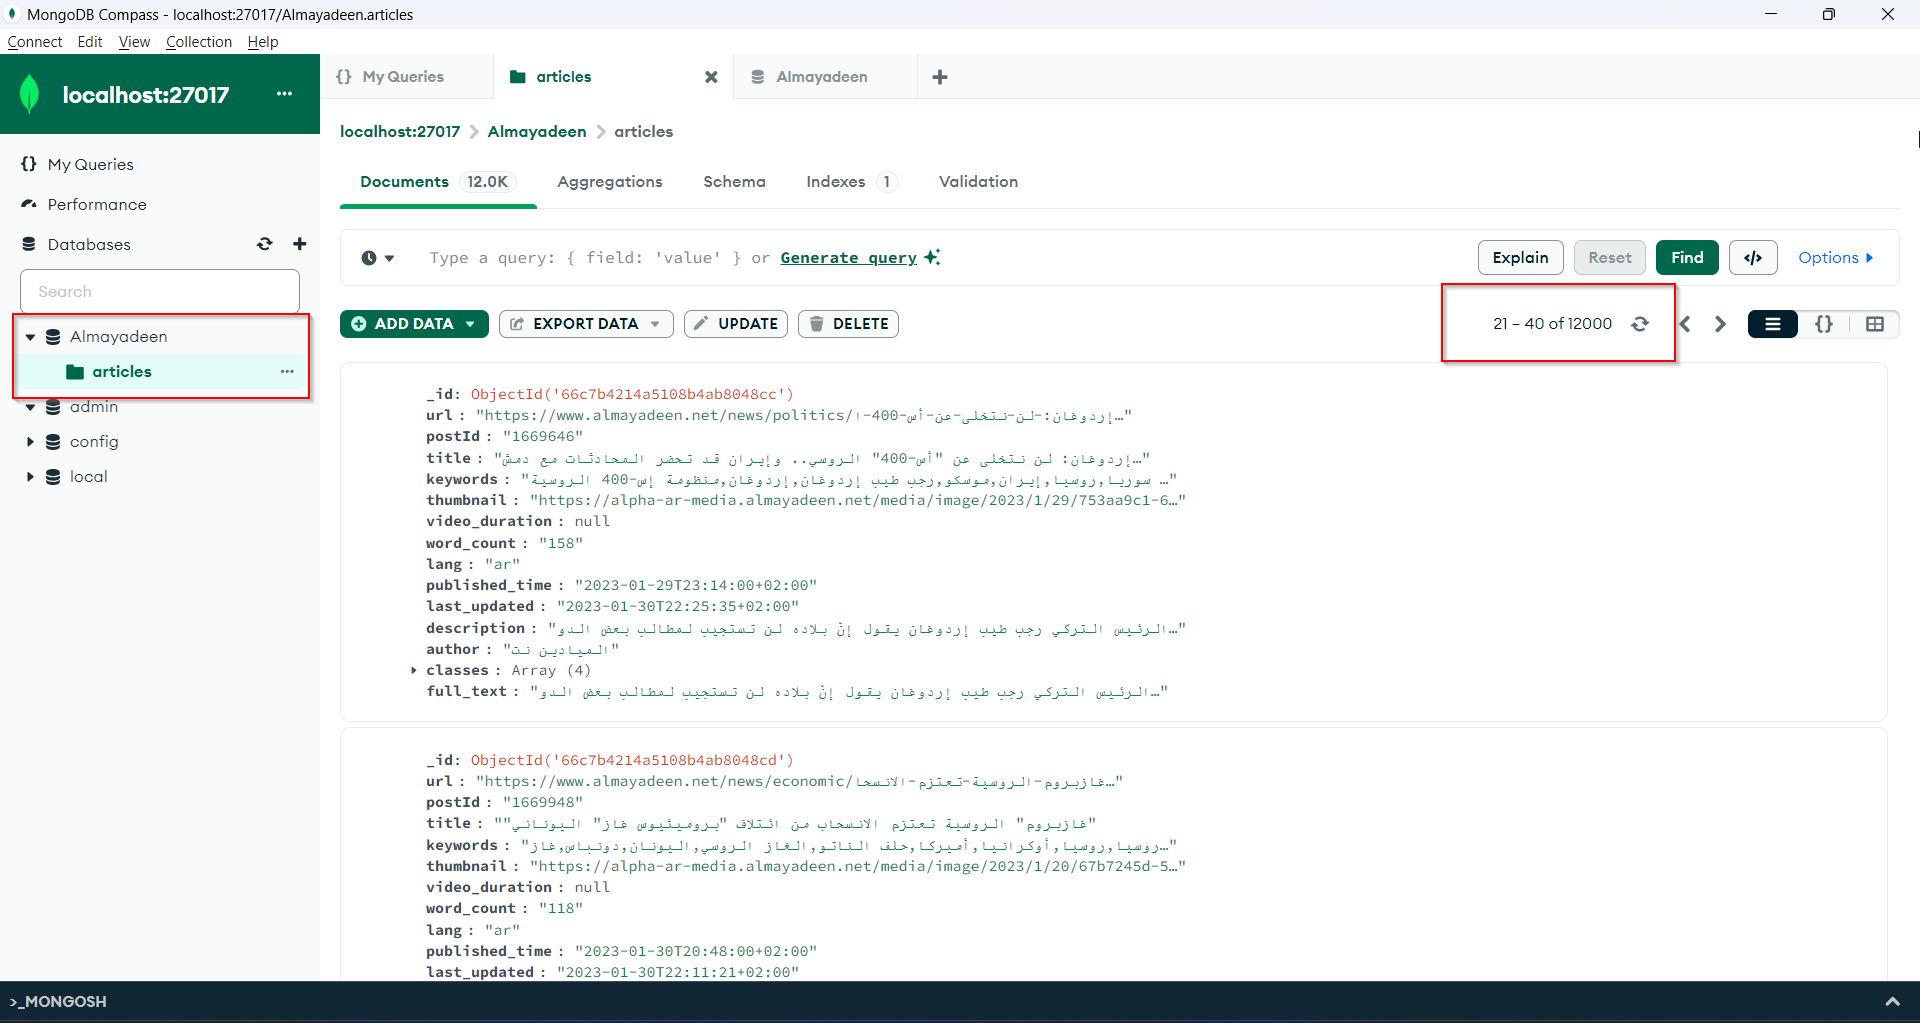 MongoDB Compass - localhost:27017/Almayadeen.articles
Connect Edit View Collection Help
localhost:27017 ...
My Queries
articles
Almayadeen
localhost:27017 > Almayadeen > articles
My Queries
Performance
Databases
Search
Almayadeen
articles ...
admin
config
local
Documents 12.0K Aggregations Schema Indexes 1 Validation
Type a query: { field: 'value' } or Generate query
Explain Reset Find </> Options
ADD DATA EXPORT DATA UPDATE DELETE
21 – 40 of 12000
_id: ObjectId('66c7b4214a5108b4ab8048cc')
url : "https://www.almayadeen.net/news/politics/إردوغان:-لن-نتخلى-عن-أس-400-ا…"
postId : "1669646"
title : "إردوغان: لن نتخلى عن "أس-400" الروسي.. وإيران قد تحضر المحادثات مع دمش…"
keywords : "سوريا,روسيا,إيران,موسكو,رجب طيب إردوغان,إردوغان,منظومة إس-400 الروسية …"
thumbnail : "https://alpha-ar-media.almayadeen.net/media/image/2023/1/29/753aa9c1-6…"
video_duration : null
word_count : "158"
lang : "ar"
published_time : "2023-01-29T23:14:00+02:00"
last_updated : "2023-01-30T22:25:35+02:00"
description : "الرئيس التركي رجب طيب إردوغان يقول إنّ بلاده لن تستجيب لمطالب بعض الدو…"
author : "الميادين نت"
classes : Array (4)
full_text : "الرئيس التركي رجب طيب إردوغان يقول إنّ بلاده لن تستجيب لمطالب بعض الدو…"
_id: ObjectId('66c7b4214a5108b4ab8048cd')
url : "https://www.almayadeen.net/news/economic/غازبروم-الروسية-تعتزم-الانسحا…"
postId : "1669948"
title : ""غازبروم" الروسية تعتزم الانسحاب من ائتلاف "بروميثيوس غاز" اليوناني"
keywords : "روسيا,روسيا,أوكرانيا,أميركا,حلف الناتو,الغاز الروسي,اليونان,دونباس,غاز…"
thumbnail : "https://alpha-ar-media.almayadeen.net/media/image/2023/1/20/67b7245d-5…"
video_duration : null
word_count : "118"
lang : "ar"
published_time : "2023-01-30T20:48:00+02:00"
last_updated : "2023-01-30T22:11:21+02:00"
>_MONGOSH